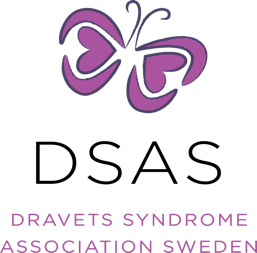 DSAS
DRAVETS SYNDROME
ASSOCIATION SWEDEN